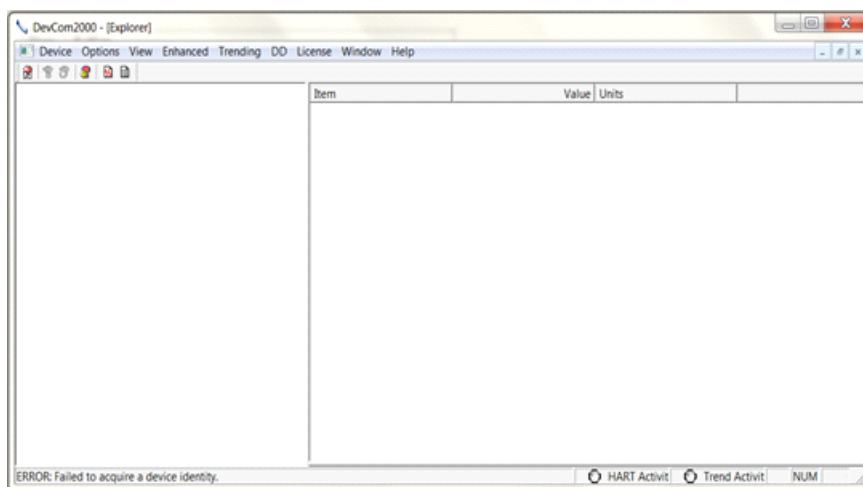 DevCom2000 - [Explorer]
Device Options View Enhanced Trending DD License Window Help
Item Value Units
ERROR: Failed to acquire a device identity. HART Activit Trend Activit NUM